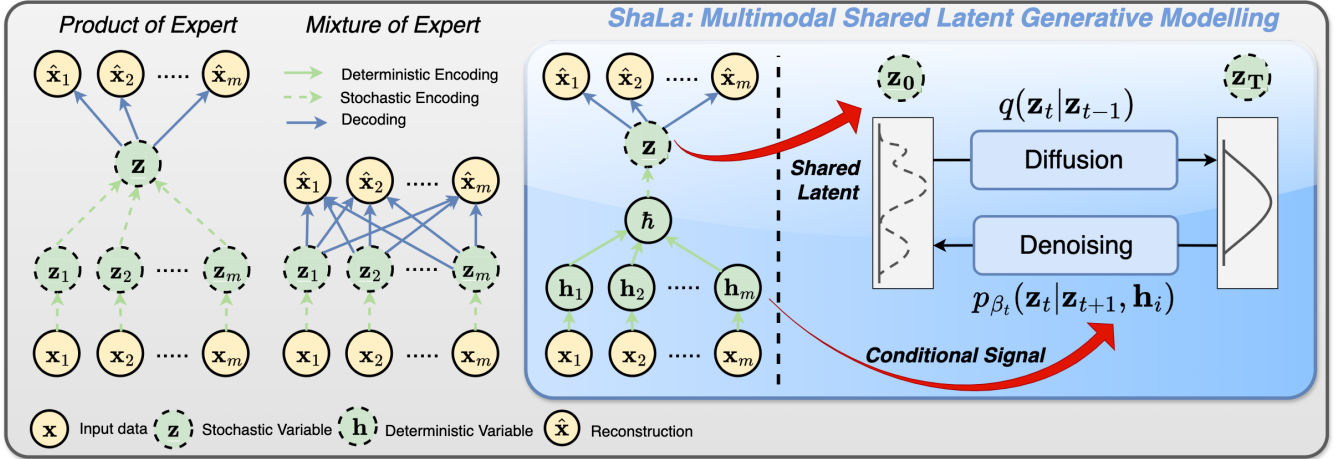 Product of Expert
x̂₁ x̂₂ ····· x̂ₘ
z
z₁ z₂ ····· zₘ
x₁ x₂ ····· xₘ
Mixture of Expert
Deterministic Encoding
Stochastic Encoding
Decoding
x̂₁ x̂₂ ····· x̂ₘ
z₁ z₂ ····· zₘ
x₁ x₂ ····· xₘ
ShaLa: Multimodal Shared Latent Generative Modelling
x̂₁ x̂₂ ····· x̂ₘ
z
ħ
h₁ h₂ ····· hₘ
x₁ x₂ ····· xₘ
Shared
Latent
z₀
z_T
q(zₜ|zₜ₋₁)
Diffusion
Denoising
p_{βₜ}(zₜ|zₜ₊₁, hᵢ)
Conditional Signal
x Input data
z Stochastic Variable
h Deterministic Variable
x̂ Reconstruction